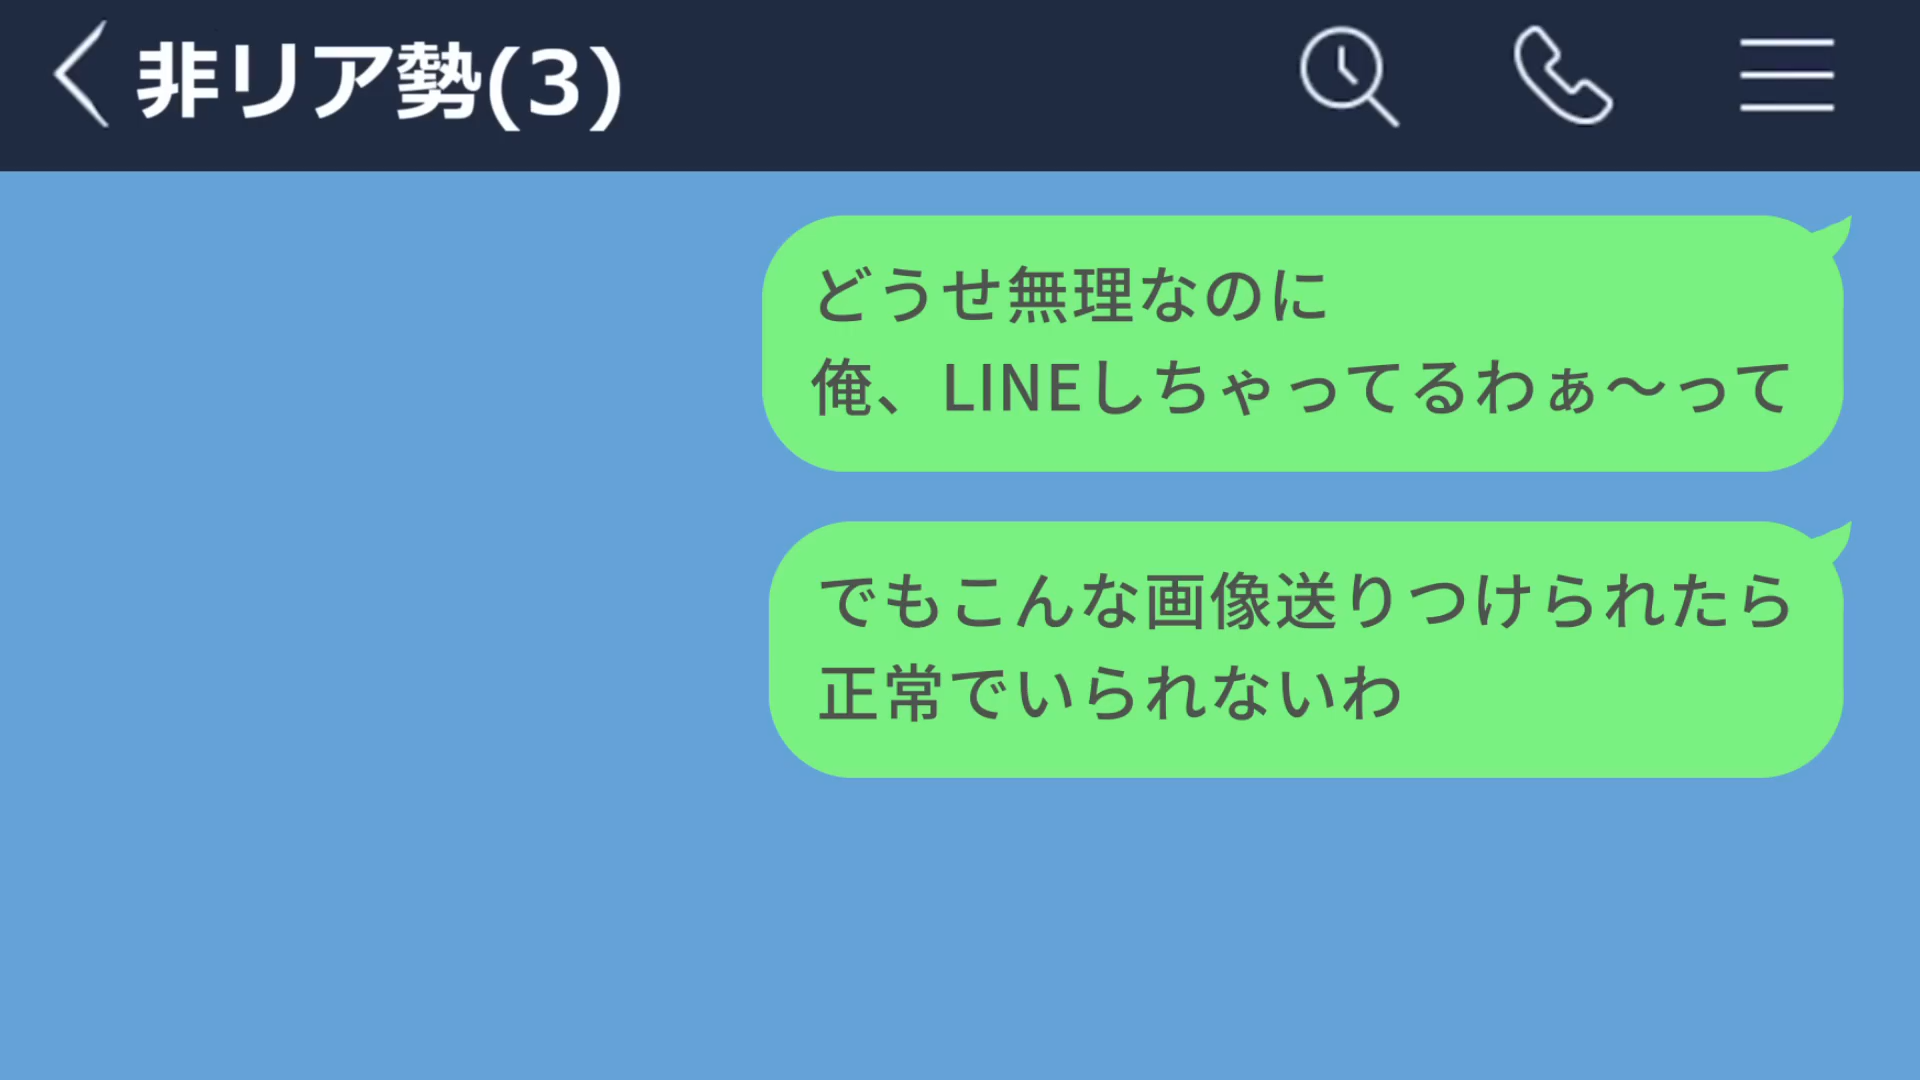 非リア勢(3)
どうせ無理なのに
俺、LINEしちゃってるわぁ～って
でもこんな画像送りつけられたら
正常でいられないわ